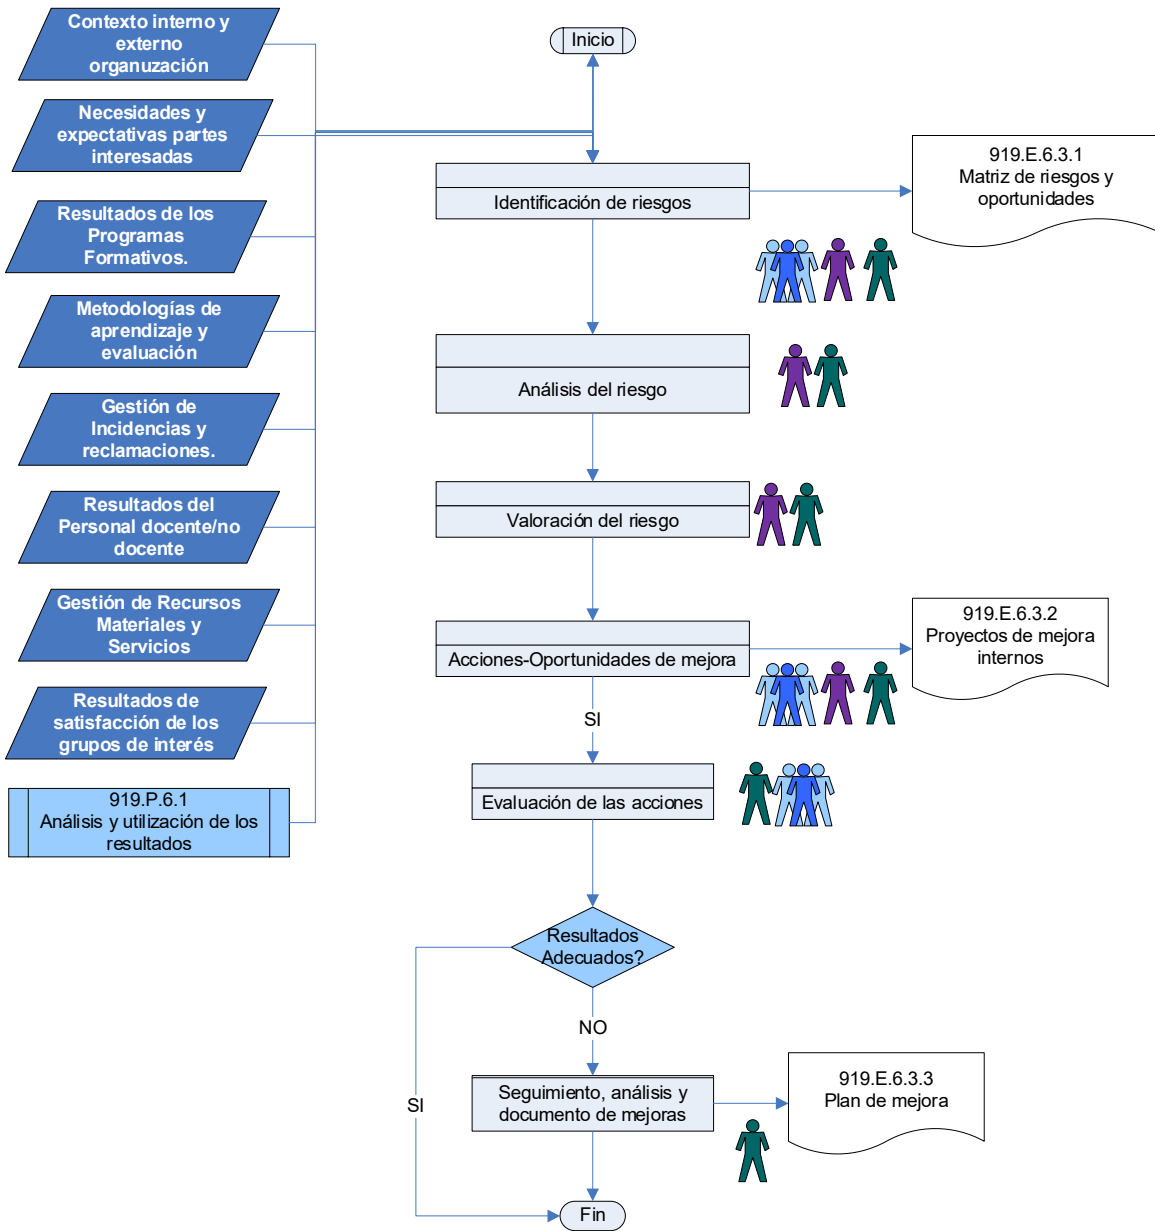 Contexto interno y
externo
organuzación
Necesidades y
expectativas partes
interesadas
Resultados de los
Programas
Formativos.
Metodologías de
aprendizaje y
evaluación
Gestión de
Incidencias y
reclamaciones.
Resultados del
Personal docente/no
docente
Gestión de Recursos
Materiales y
Servicios
Resultados de
satisfacción de los
grupos de interés
919.P.6.1
Análisis y utilización de los
resultados
Inicio
Identificación de riesgos
919.E.6.3.1
Matriz de riesgos y
oportunidades
Análisis del riesgo
Valoración del riesgo
Acciones-Oportunidades de mejora
919.E.6.3.2
Proyectos de mejora
internos
SI
Evaluación de las acciones
Resultados
Adecuados?
NO
SI
Seguimiento, análisis y
documento de mejoras
919.E.6.3.3
Plan de mejora
Fin